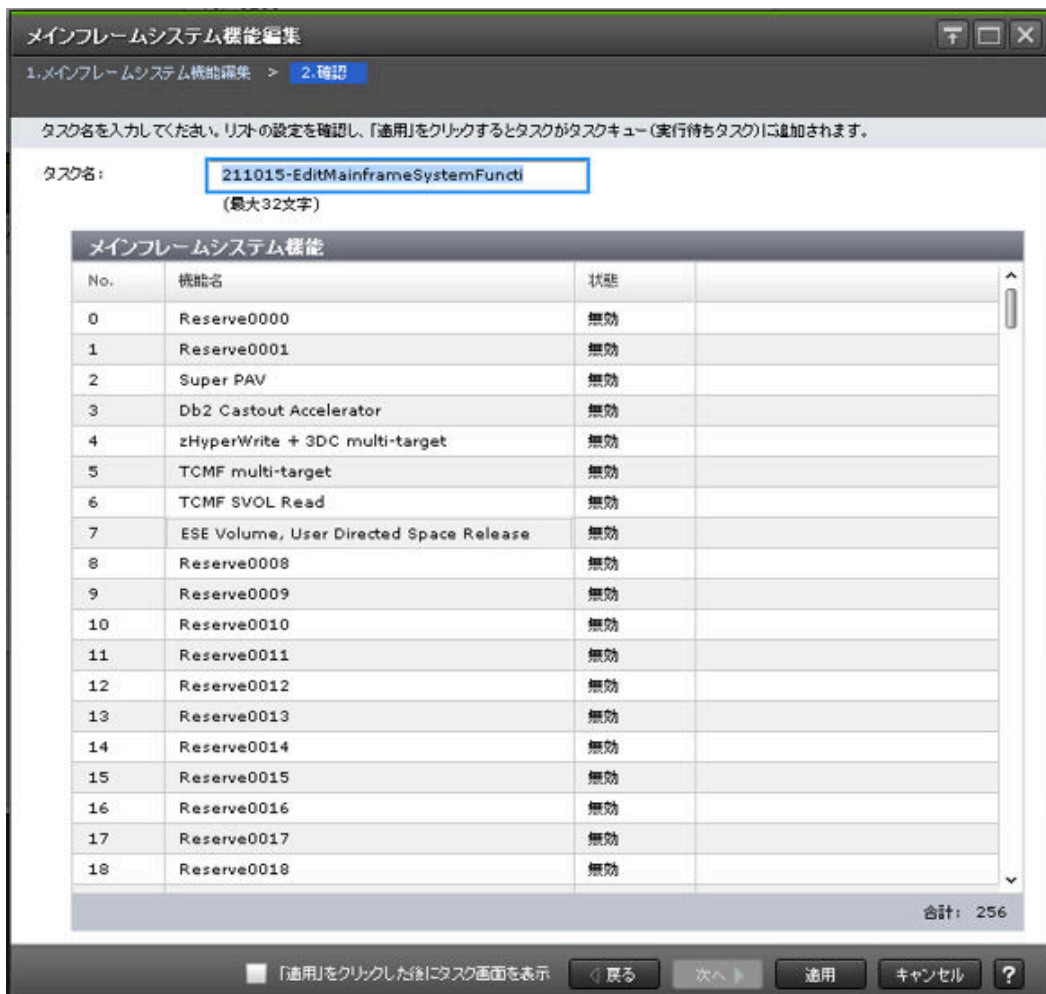 メインフレームシステム機能編集
1.メインフレームシステム機能編集 > 2.確認
タスク名を入力してください。リストの設定を確認し、「適用」をクリックするとタスクがタスクキュー(実行待ちタスク)に追加されます。
タスク名: 211015-EditMainframeSystemFuncti
(最大32文字)
メインフレームシステム機能
No. 機能名 状態
0 Reserve0000 無効
1 Reserve0001 無効
2 Super PAV 無効
3 Db2 Castout Accelerator 無効
4 zHyperWrite + 3DC multi-target 無効
5 TCMF multi-target 無効
6 TCMF SVOL Read 無効
7 ESE Volume, User Directed Space Release 無効
8 Reserve0008 無効
9 Reserve0009 無効
10 Reserve0010 無効
11 Reserve0011 無効
12 Reserve0012 無効
13 Reserve0013 無効
14 Reserve0014 無効
15 Reserve0015 無効
16 Reserve0016 無効
17 Reserve0017 無効
18 Reserve0018 無効
合計: 256
「適用」をクリックした後にタスク画面を表示 戻る 次へ 適用 キャンセル ?